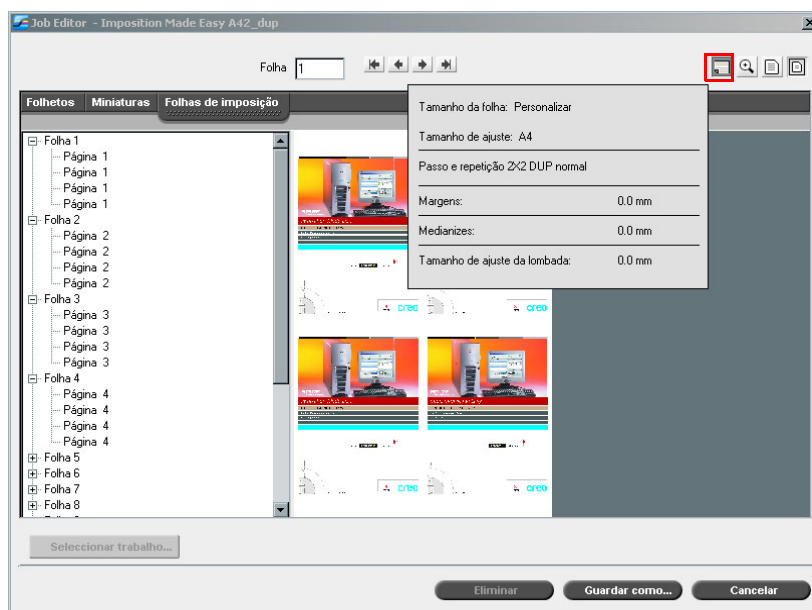 Job Editor - Imposition Made Easy A42_dup
Folha 1
Folhetos Miniaturas Folhas de imposição
Tamanho da folha: Personalizar
Tamanho de ajuste: A4
Passo e repetição 2X2 DUP normal
Margens: 0.0 mm
Medianizes: 0.0 mm
Tamanho de ajuste da lombada: 0.0 mm
Folha 1
Página 1
Página 1
Página 1
Página 1
Folha 2
Página 2
Página 2
Página 2
Página 2
Folha 3
Página 3
Página 3
Página 3
Página 3
Folha 4
Página 4
Página 4
Página 4
Página 4
Folha 5
Folha 6
Folha 7
Folha 8
creo
creo
creo
creo
Seleccionar trabalho...
Eliminar Guardar como... Cancelar